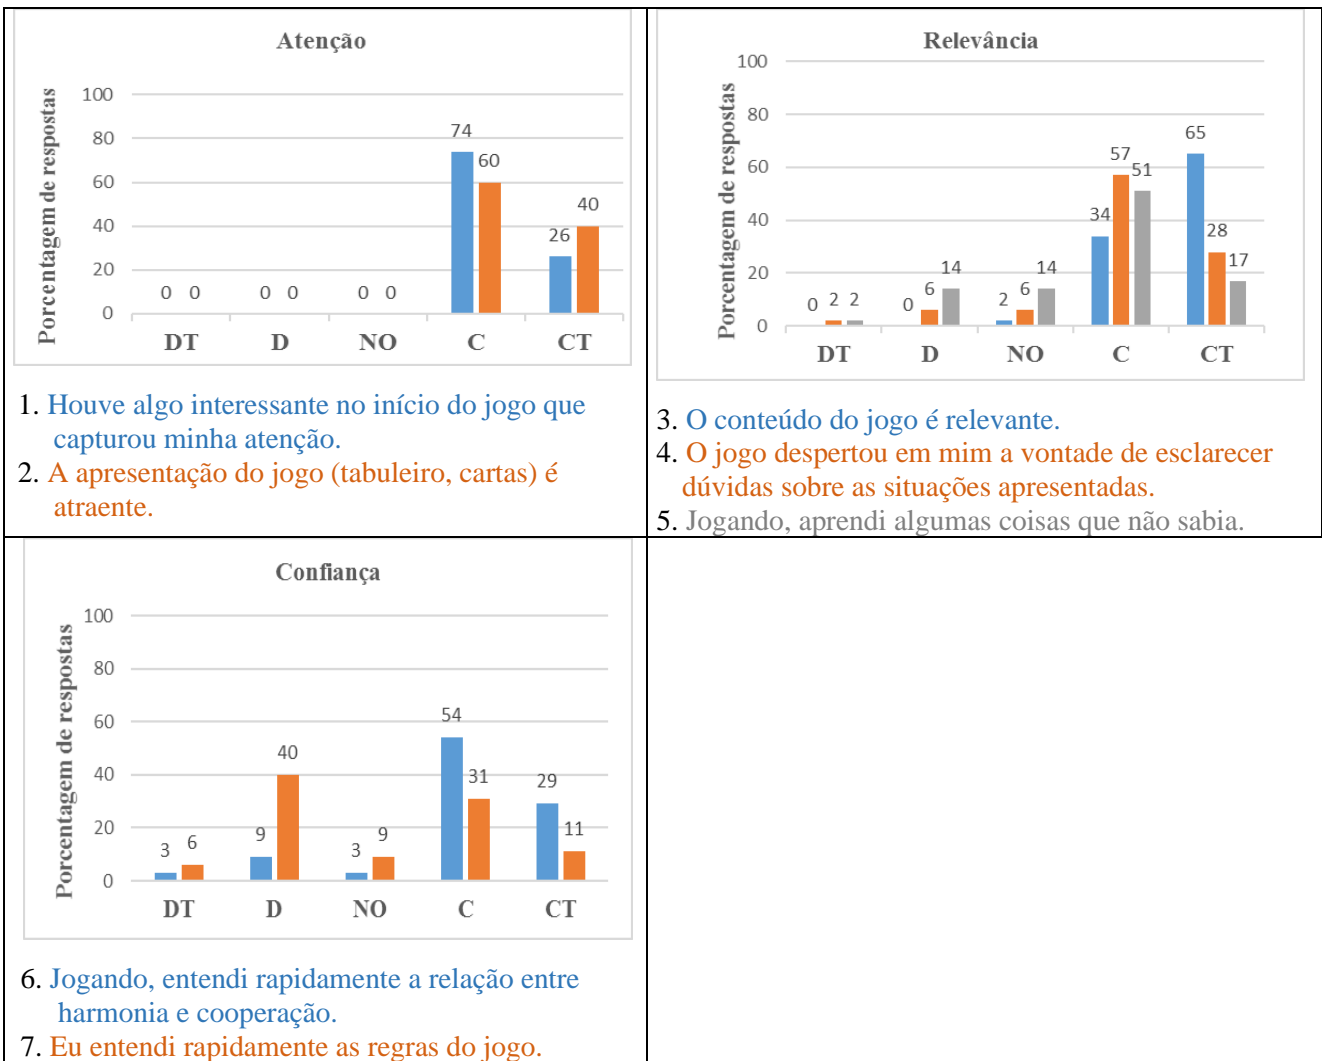 Atenção
Porcentagem de respostas
100
80
60
40
20
0
0 0 0 0 0 0 74 60 26 40
DT D NO C CT
1. Houve algo interessante no início do jogo que
capturou minha atenção.
2. A apresentação do jogo (tabuleiro, cartas) é
atraente.
Relevância
Porcentagem de respostas
100
80
60
40
20
0
0 2 2 0 6 14 2 6 14 34 57 51 65 28 17
DT D NO C CT
3. O conteúdo do jogo é relevante.
4. O jogo despertou em mim a vontade de esclarecer
dúvidas sobre as situações apresentadas.
5. Jogando, aprendi algumas coisas que não sabia.
Confiança
Porcentagem de respostas
100
80
60
40
20
0
3 6 9 40 3 9 54 31 29 11
DT D NO C CT
6. Jogando, entendi rapidamente a relação entre
harmonia e cooperação.
7. Eu entendi rapidamente as regras do jogo.